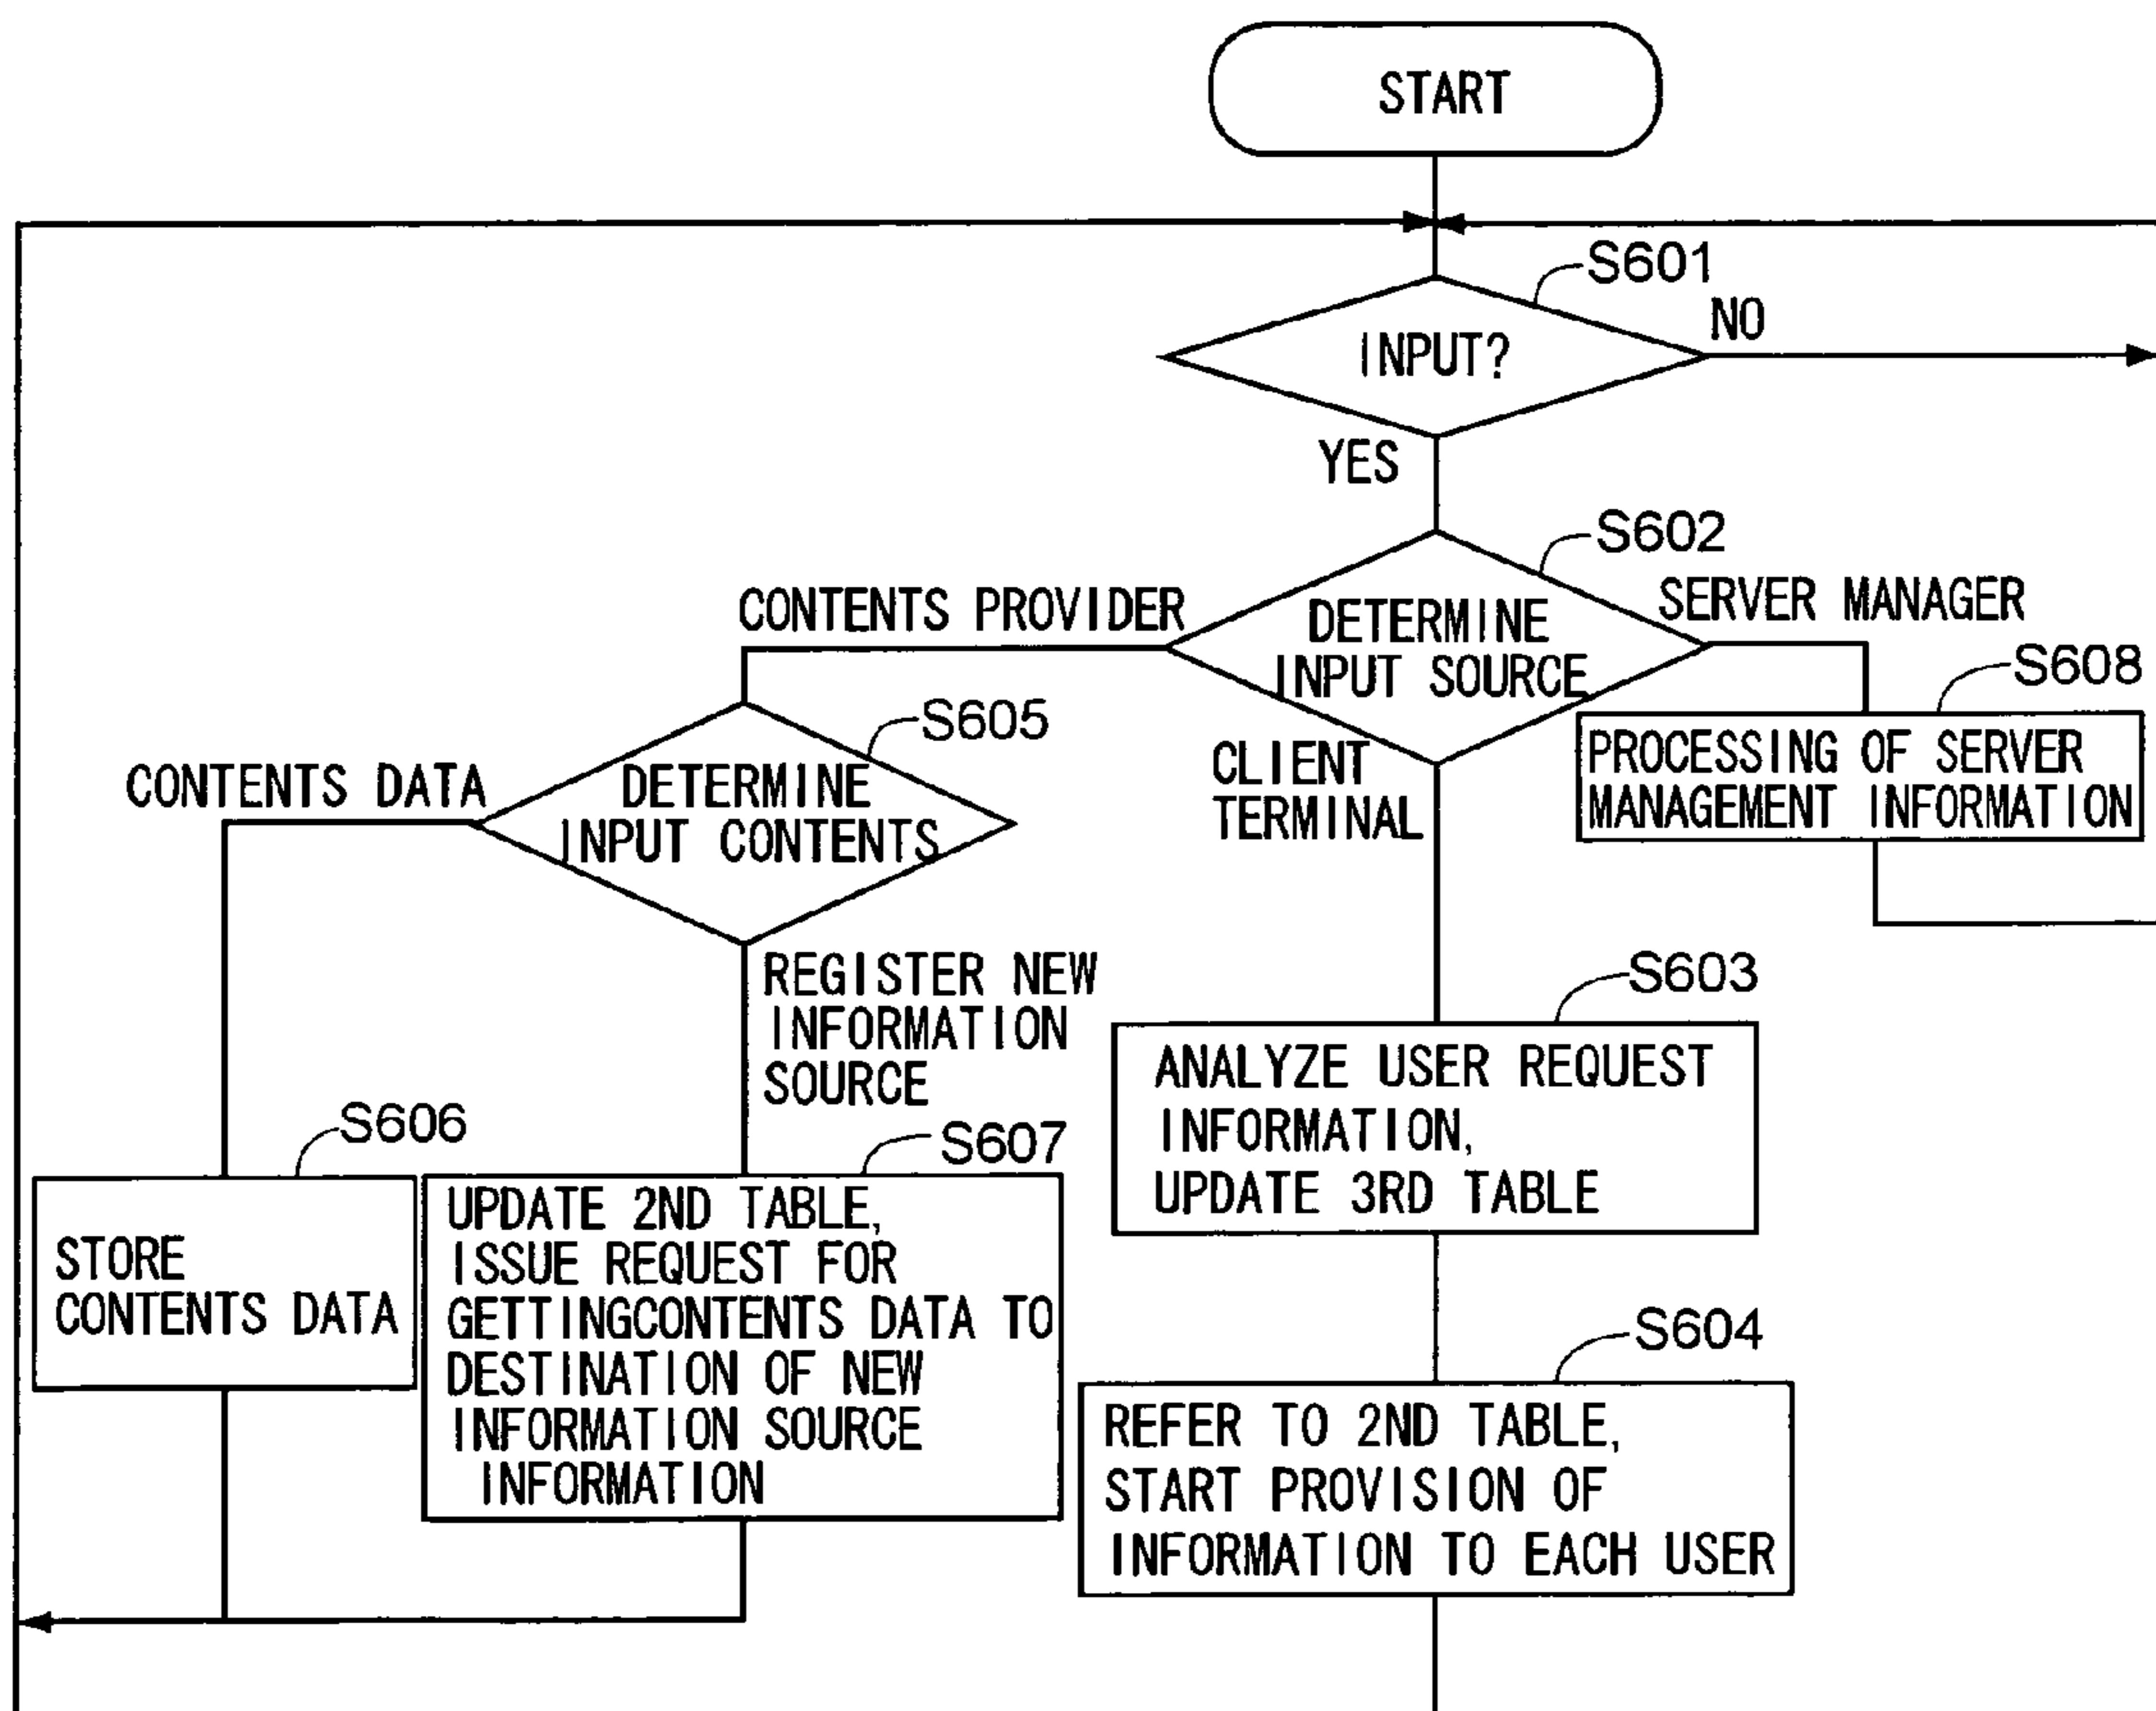 START
S601
NO
INPUT?
YES
S602
CONTENTS PROVIDER
DETERMINE
INPUT SOURCE
SERVER MANAGER
S608
PROCESSING OF SERVER
MANAGEMENT INFORMATION
S605
CONTENTS DATA
DETERMINE
INPUT CONTENTS
CLIENT
TERMINAL
REGISTER NEW
INFORMATION
SOURCE
S603
ANALYZE USER REQUEST
INFORMATION,
UPDATE 3RD TABLE
S606
STORE
CONTENTS DATA
S607
UPDATE 2ND TABLE,
ISSUE REQUEST FOR
GETTINGCONTENTS DATA TO
DESTINATION OF NEW
INFORMATION SOURCE
INFORMATION
S604
REFER TO 2ND TABLE,
START PROVISION OF
INFORMATION TO EACH USER